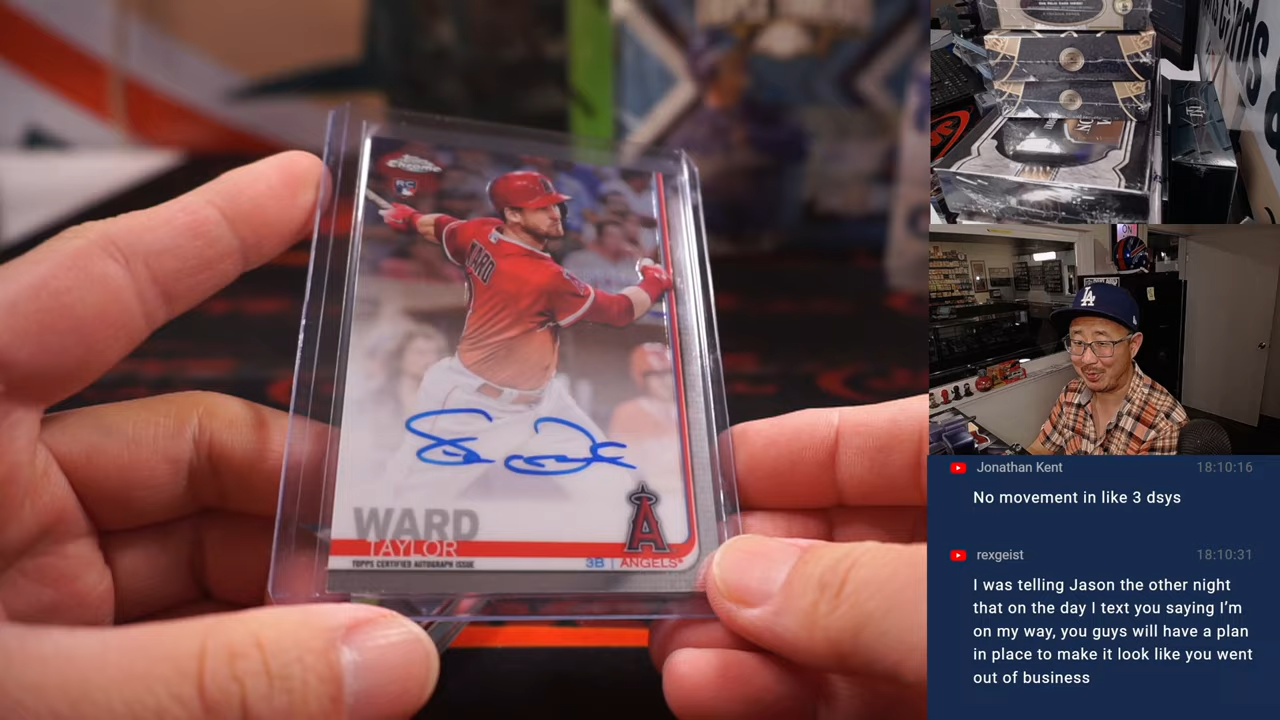 Chrome
RC
WARD
WARD
TAYLOR
TOPPS CERTIFIED AUTOGRAPH ISSUE
3B | ANGELS
A
LA
ON
Jonathan Kent 18:10:16
No movement in like 3 dsys
rexgeist 18:10:31
I was telling Jason the other night
that on the day I text you saying I’m
on my way, you guys will have a plan
in place to make it look like you went
out of business